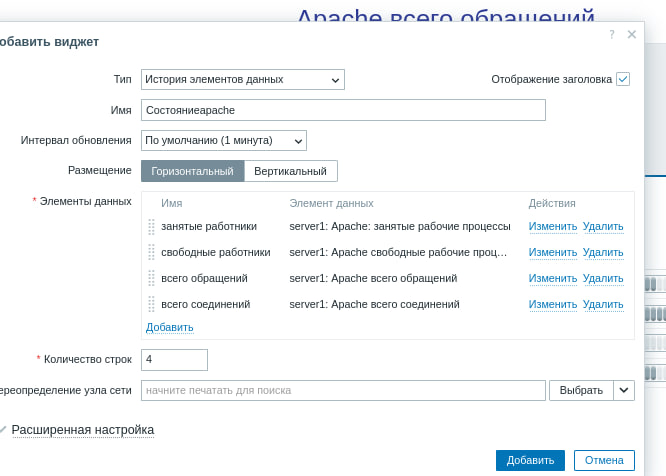 Apache всего обращений
обавить виджет
?
Тип История элементов данных Отображение заголовка
Имя Состояниеapache
Интервал обновления По умолчанию (1 минута)
Размещение Горизонтальный Вертикальный
* Элементы данных Имя Элемент данных Действия
занятые работники server1: Apache: занятые рабочие процессы Изменить Удалить
свободные работники server1: Apache свободные рабочие проц... Изменить Удалить
всего обращений server1: Apache всего обращений Изменить Удалить
всего соединений server1: Apache всего соединений Изменить Удалить
Добавить
* Количество строк 4
ереопределение узла сети начните печатать для поиска Выбрать
Расширенная настройка
Добавить Отмена